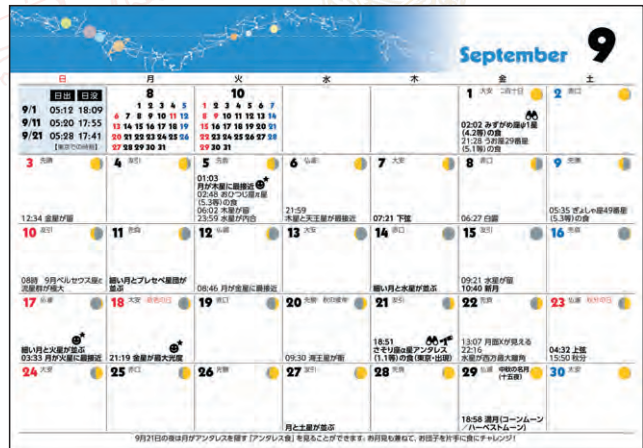 September 9
日 月 火 水 木 金 土
日出 日没
9/1 05:12 18:09
9/11 05:20 17:55
9/21 05:28 17:41
【東京での時刻】
8
1 2 3 4 5
6 7 8 9 10 11 12
13 14 15 16 17 18 19
20 21 22 23 24 25 26
27 28 29 30 31
10
1 2 3 4 5 6 7
8 9 10 11 12 13 14
15 16 17 18 19 20 21
22 23 24 25 26 27 28
29 30 31
1 大安 二百十日
02:02 みずがめ座ψ1星
(4.2等)の食
21:28 うお座29番星
(5.1等)の食
2 赤口
3 先勝
12:34 金星が留
4 友引
5 先負
01:03
月が木星に最接近
02:48 おひつじ座π星
(5.3等)の食
06:02 木星が留
23:59 水星が内合
6 仏滅
21:59
木星と天王星が最接近
7 大安
07:21 下弦
8 赤口
06:27 白露
9 先勝
05:35 ぎょしゃ座49番星
(5.3等)の食
10 友引
08時 9月ペルセウス座ε
流星群が極大
11 先負
細い月とプレセペ星団が
並ぶ
12 仏滅
08:46 月が金星に最接近
13 大安
14 赤口
細い月と水星が並ぶ
15 友引
09:21 水星が留
10:40 新月
16 先負
17 仏滅
細い月と火星が並ぶ
03:33 月が火星に最接近
18 大安 敬老の日
21:19 金星が最大光度
19 赤口
20 先勝 秋の彼岸
09:30 海王星が衝
21 友引
18:51
さそり座α星アンタレス
(1.1等)の食(東京・出現)
22 先負
13:07 月面Xが見える
22:16
水星が西方最大離角
23 仏滅 秋分の日
04:32 上弦
15:50 秋分
24 大安
25 赤口
26 先勝
27 友引
月と土星が並ぶ
28 先負
29 仏滅 中秋の名月
(十五夜)
18:58 満月(コーンムーン
/ハーベストムーン)
30 大安
9月21日の夜は月がアンタレスを隠す「アンタレス食」を見ることができます。お月見も兼ねて、お団子を片手に食にチャレンジ!